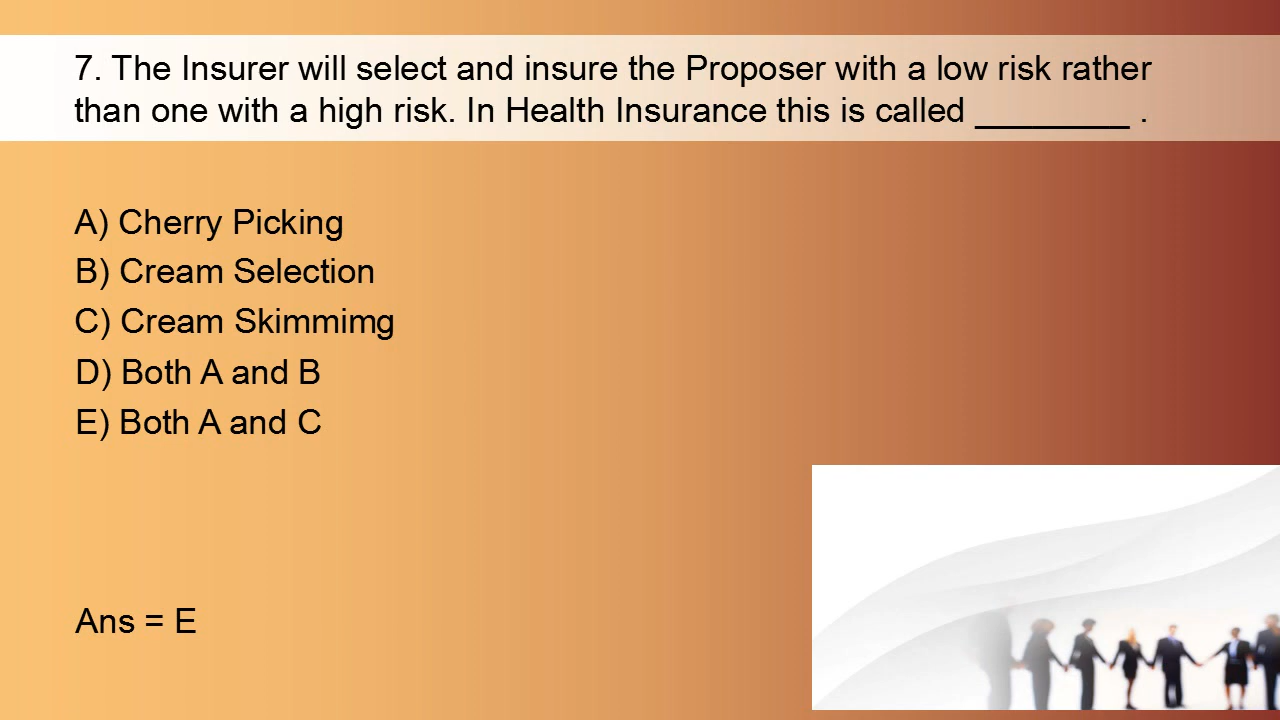 7. The Insurer will select and insure the Proposer with a low risk rather
than one with a high risk. In Health Insurance this is called ________ .
A) Cherry Picking
B) Cream Selection
C) Cream Skimmimg
D) Both A and B
E) Both A and C
Ans = E